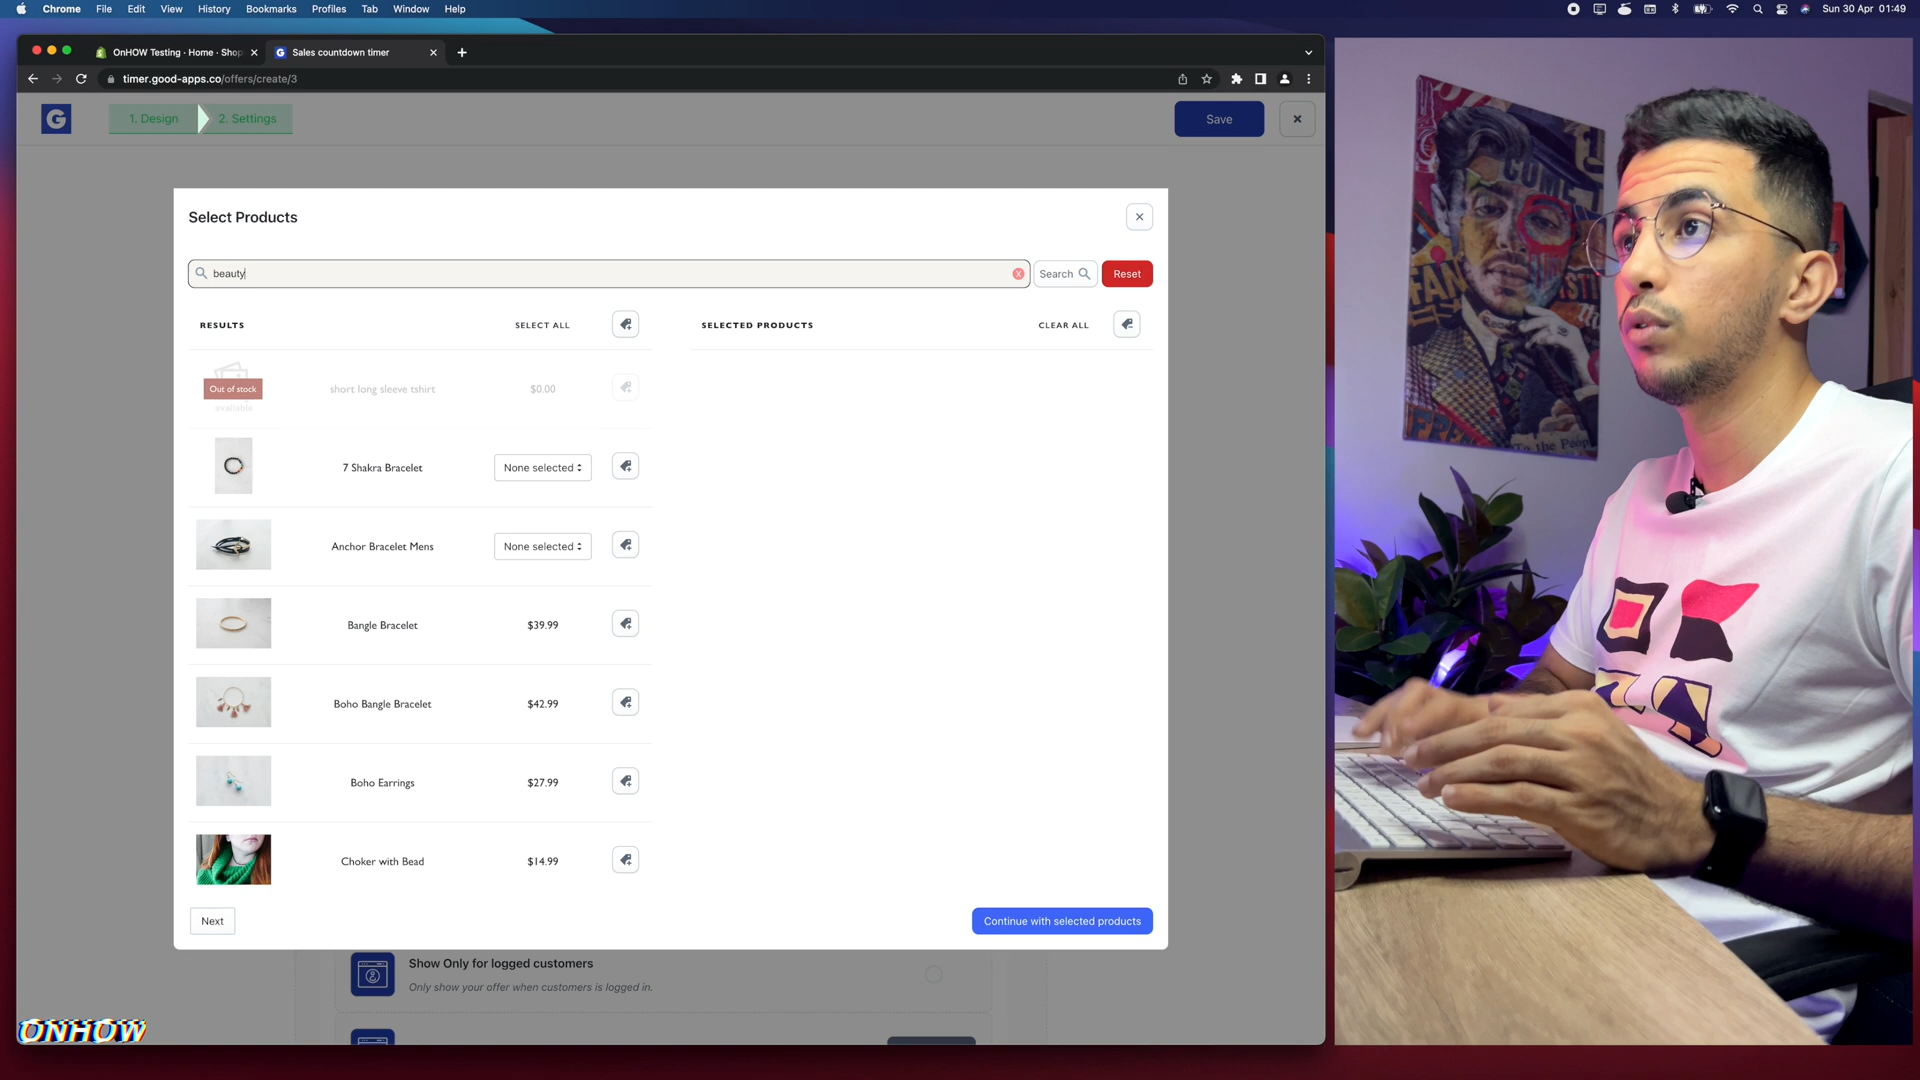 Chrome File Edit View History Bookmarks Profiles Tab Window Help
Sun 30 Apr 01:49
OnHOW Testing · Home · Shop
Sales countdown timer
timer.good-apps.co/offers/create/3
G
1. Design
2. Settings
Save
Select Products
beauty
Search
Reset
RESULTS
SELECT ALL
SELECTED PRODUCTS
CLEAR ALL
Out of stock
available
short long sleeve tshirt
$0.00
7 Shakra Bracelet
None selected
Anchor Bracelet Mens
None selected
Bangle Bracelet
$39.99
Boho Bangle Bracelet
$42.99
Boho Earrings
$27.99
Choker with Bead
$14.99
Next
Continue with selected products
Show Only for logged customers
Only show your offer when customers is logged in.
ONHOW
to the People